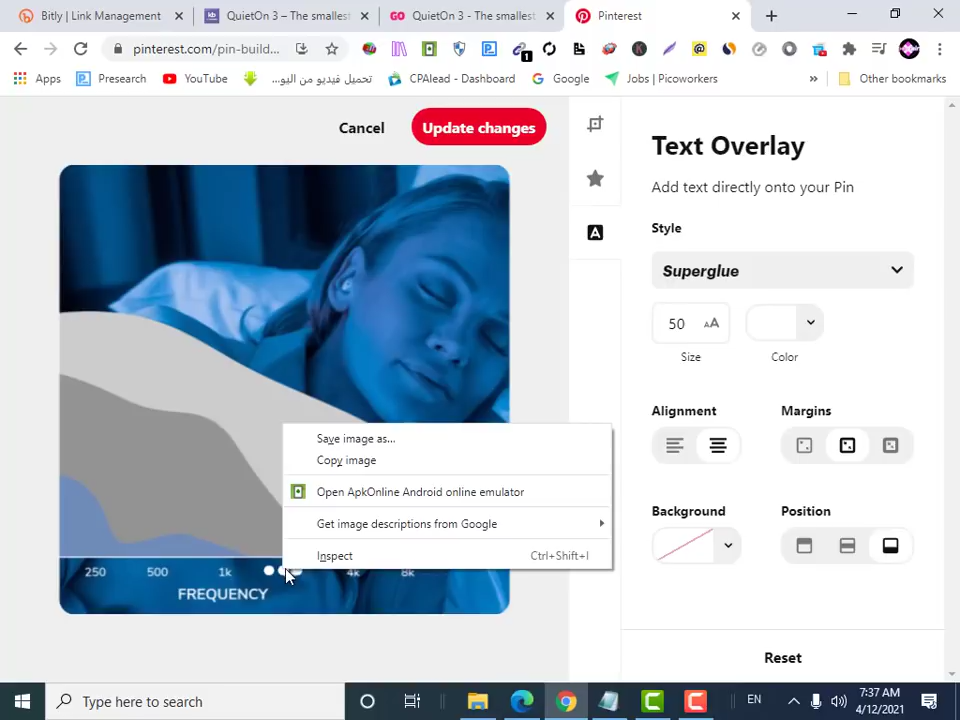 Bitly | Link Management
QuietOn 3 – The smallest
QuietOn 3 - The smallest
Pinterest
pinterest.com/pin-build...
1
Apps
Presearch
YouTube
تحميل فيديو من اليو...
CPAlead - Dashboard
Google
Jobs | Picoworkers
»
Other bookmarks
Cancel
Update changes
Text Overlay
Add text directly onto your Pin
Style
Superglue
50
Size
Color
Alignment
Margins
Background
Position
Save image as...
Copy image
Open ApkOnline Android online emulator
Get image descriptions from Google
Inspect Ctrl+Shift+I
250 500 1k 4k 8k
FREQUENCY
Reset
Type here to search
EN
7:37 AM
4/12/2021